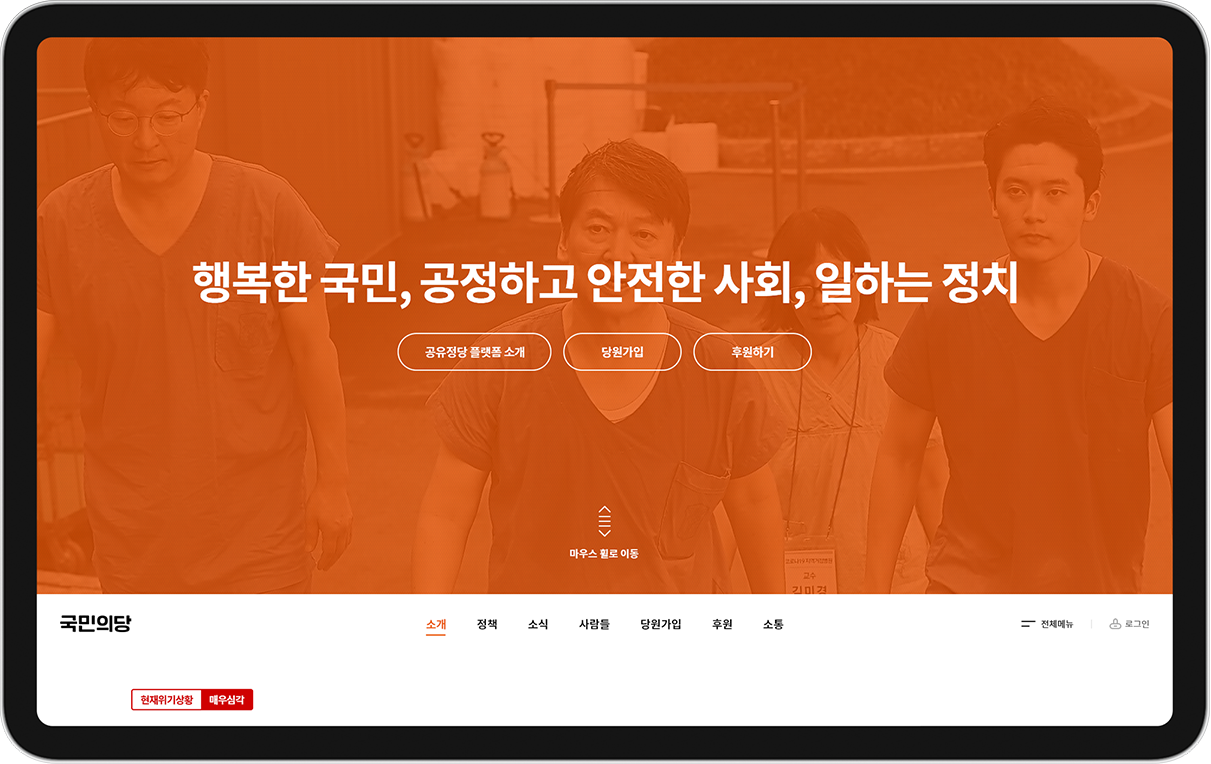 행복한 국민, 공정하고 안전한 사회, 일하는 정치
공유정당 플랫폼 소개
당원가입
후원하기
마우스 휠로 이동
교수
김미경
국민의당
소개
정책
소식
사람들
당원가입
후원
소통
전체메뉴
로그인
현재위기상황
매우심각